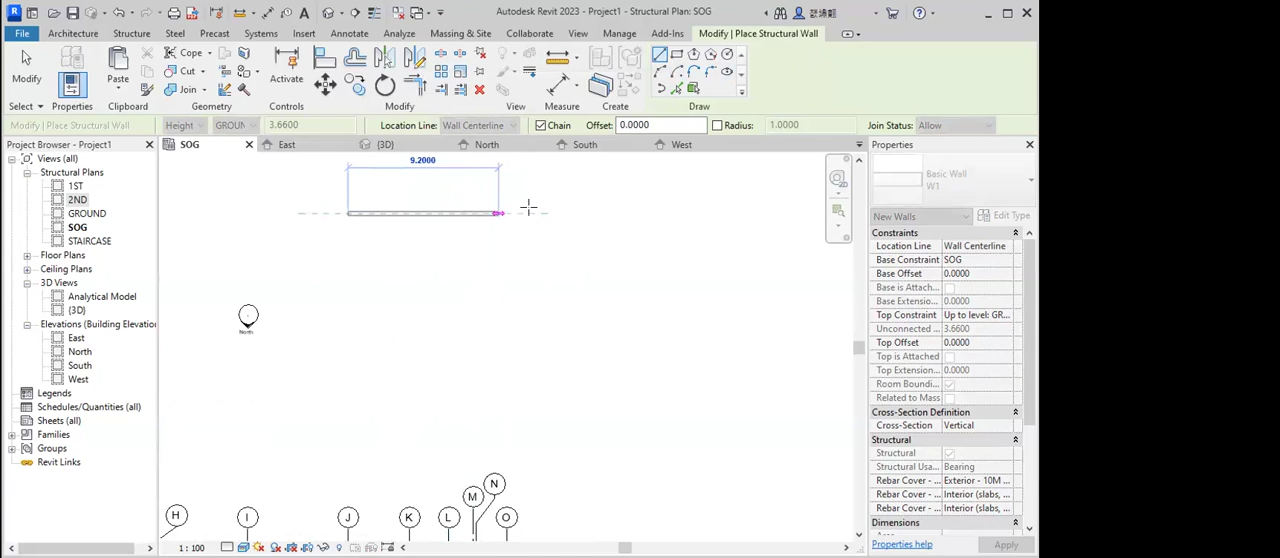 Autodesk Revit 2023 - Project1 - Structural Plan: SOG
File Architecture Structure Steel Precast Systems Insert Annotate Analyze Massing & Site Collaborate View Manage Add-Ins Modify | Place Structural Wall
Modify Paste Cope Cut Join Activate
Select Properties Clipboard Geometry Controls Modify View Measure Create Draw
Modify | Place Structural Wall Height GROUN 3.6600 Location Line: Wall Centerline Chain Offset: 0.0000 Radius: 1.0000 Join Status: Allow
Project Browser - Project1
SOG East {3D} North South West
Properties
Views (all)
Structural Plans
1ST
2ND
GROUND
SOG
STAIRCASE
Floor Plans
Ceiling Plans
3D Views
Analytical Model
{3D}
Elevations (Building Elevation
East
North
South
West
Legends
Schedules/Quantities (all)
Sheets (all)
Families
Groups
Revit Links
9.2000
North
H I J K L M N O
1 : 100
Basic Wall
W1
New Walls Edit Type
Constraints
Location Line Wall Centerline
Base Constraint SOG
Base Offset 0.0000
Base is Attach...
Base Extensio... 0.0000
Top Constraint Up to level: GR...
Unconnected ... 3.6600
Top Offset 0.0000
Top is Attached
Top Extension... 0.0000
Room Boundi...
Related to Mass
Cross-Section Definition
Cross-Section Vertical
Structural
Structural
Structural Usa... Bearing
Rebar Cover - ... Exterior - 10M ...
Rebar Cover - ... Interior (slabs, ...
Rebar Cover - ... Interior (slabs, ...
Dimensions
Properties help Apply